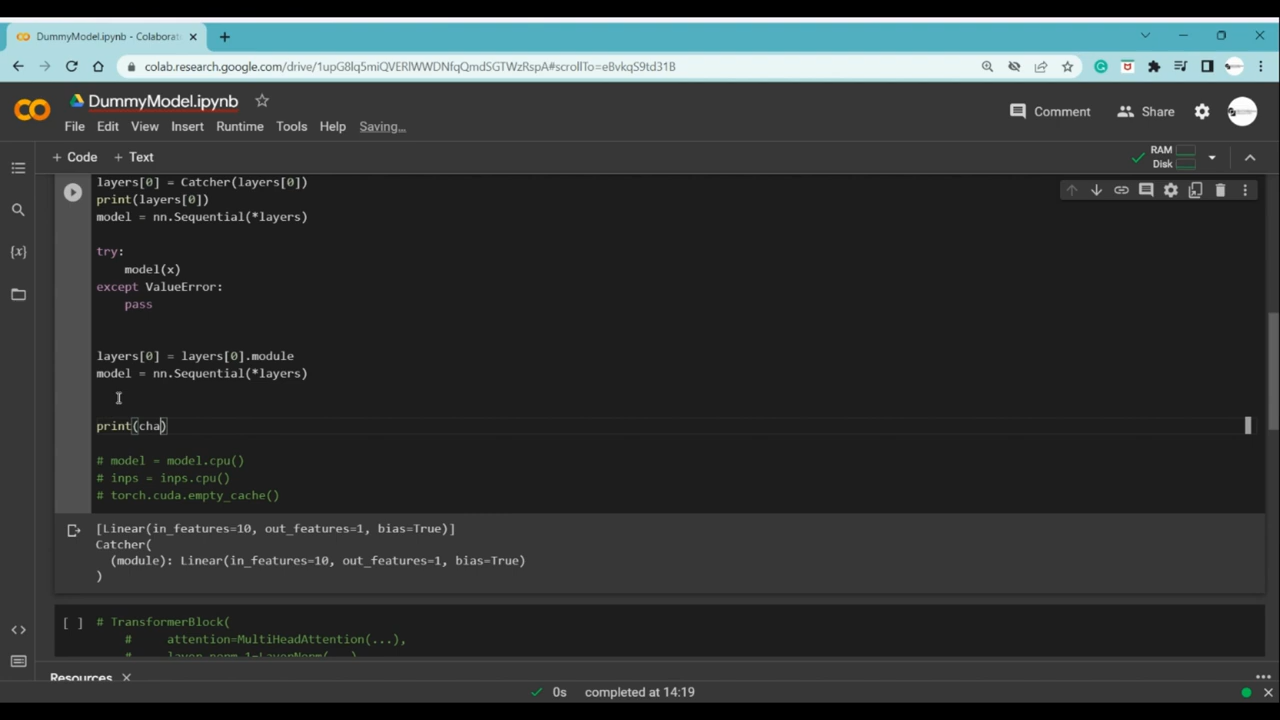 DummyModel.ipynb - Colaborat
colab.research.google.com/drive/1upG8lq5miQVERlWWDNfqQmdSGTWzRspA#scrollTo=eBvkqS9td31B
DummyModel.ipynb
Comment
Share
File Edit View Insert Runtime Tools Help Saving...
+ Code + Text
RAM
Disk
layers[0] = Catcher(layers[0])
print(layers[0])
model = nn.Sequential(*layers)
try:
model(x)
except ValueError:
pass
layers[0] = layers[0].module
model = nn.Sequential(*layers)
print(cha)
# model = model.cpu()
# inps = inps.cpu()
# torch.cuda.empty_cache()
[Linear(in_features=10, out_features=1, bias=True)]
Catcher(
(module): Linear(in_features=10, out_features=1, bias=True)
)
[ ] # TransformerBlock(
# attention=MultiHeadAttention(...),
# layer_norm_1=LayerNorm(...)
Resources
0s completed at 14:19